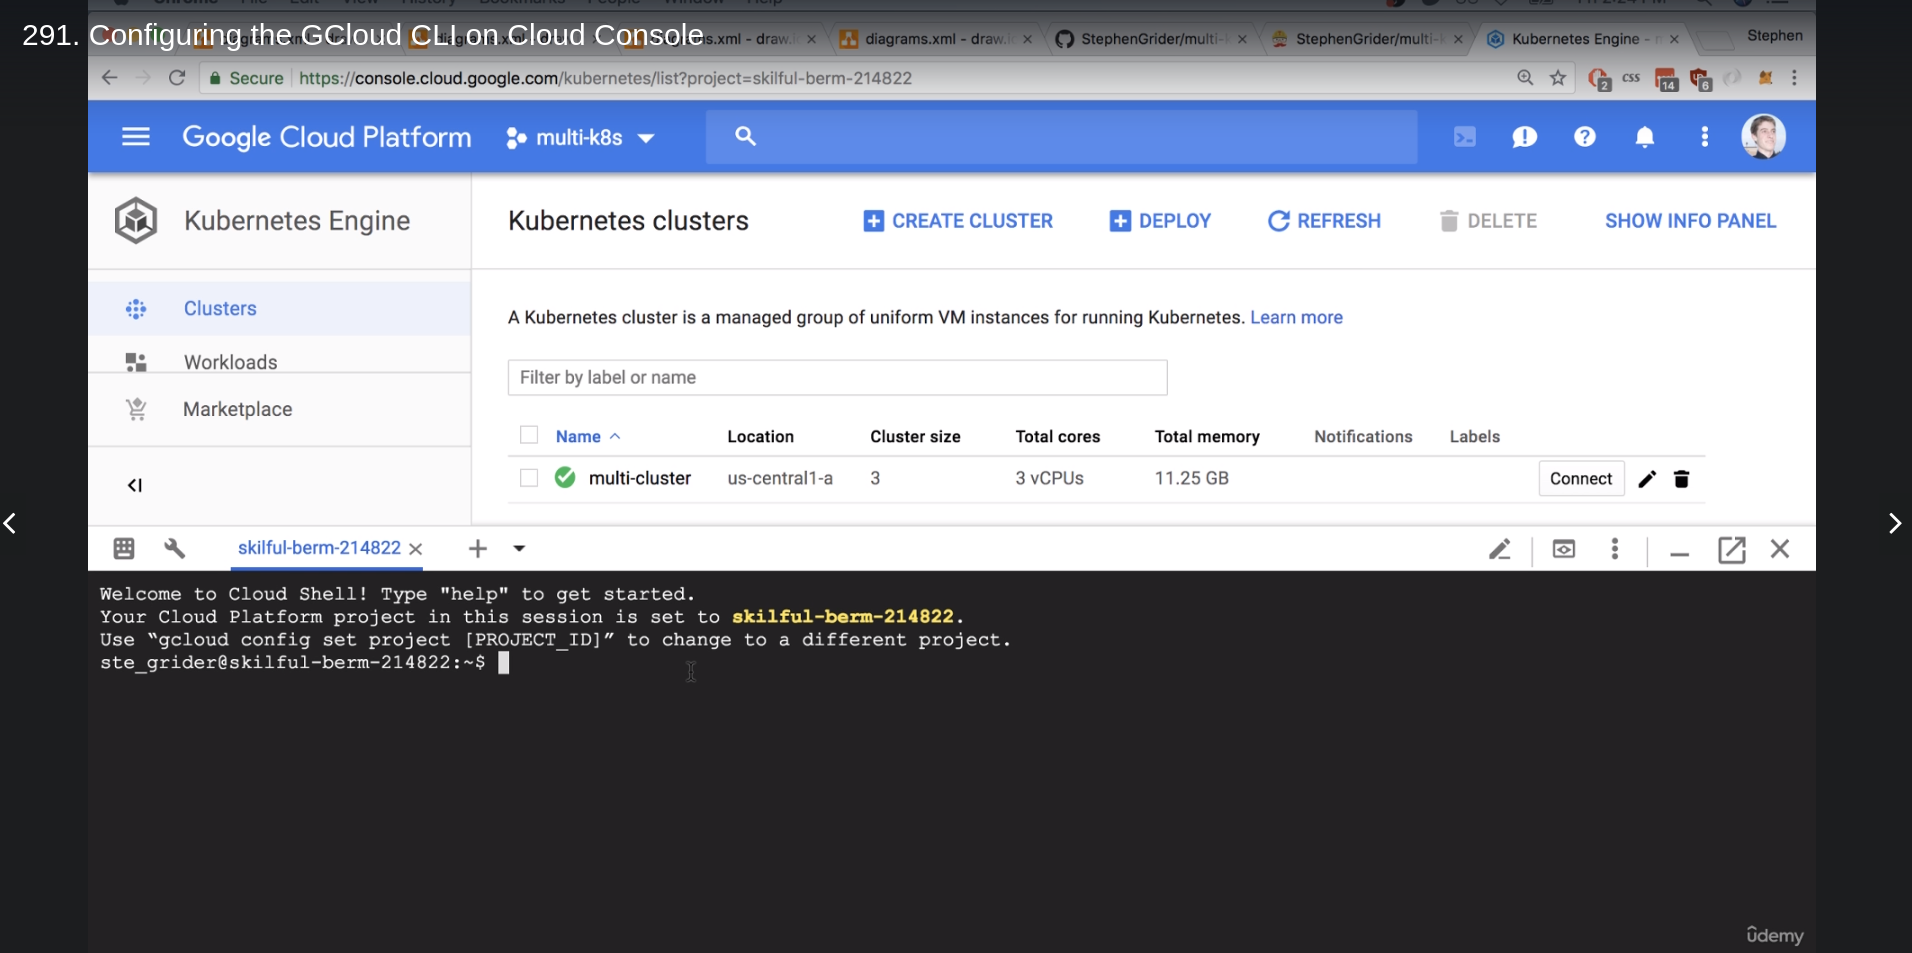 291. Configuring the GCloud CLI on Cloud Console
diagrams.xml - draw.i
StephenGrider/multi-
StephenGrider/multi-k
Kubernetes Engine -
Stephen
Secure
https://console.cloud.google.com/kubernetes/list?project=skilful-berm-214822
2
css
14
6
Google Cloud Platform
multi-k8s
Kubernetes Engine
Kubernetes clusters
CREATE CLUSTER
DEPLOY
REFRESH
DELETE
SHOW INFO PANEL
Clusters
Workloads
Marketplace
A Kubernetes cluster is a managed group of uniform VM instances for running Kubernetes. Learn more
Filter by label or name
Name Location Cluster size Total cores Total memory Notifications Labels
multi-cluster us-central1-a 3 3 vCPUs 11.25 GB Connect
skilful-berm-214822
Welcome to Cloud Shell! Type "help" to get started.
Your Cloud Platform project in this session is set to skilful-berm-214822.
Use “gcloud config set project [PROJECT_ID]” to change to a different project.
ste_grider@skilful-berm-214822:~$
ûdemy